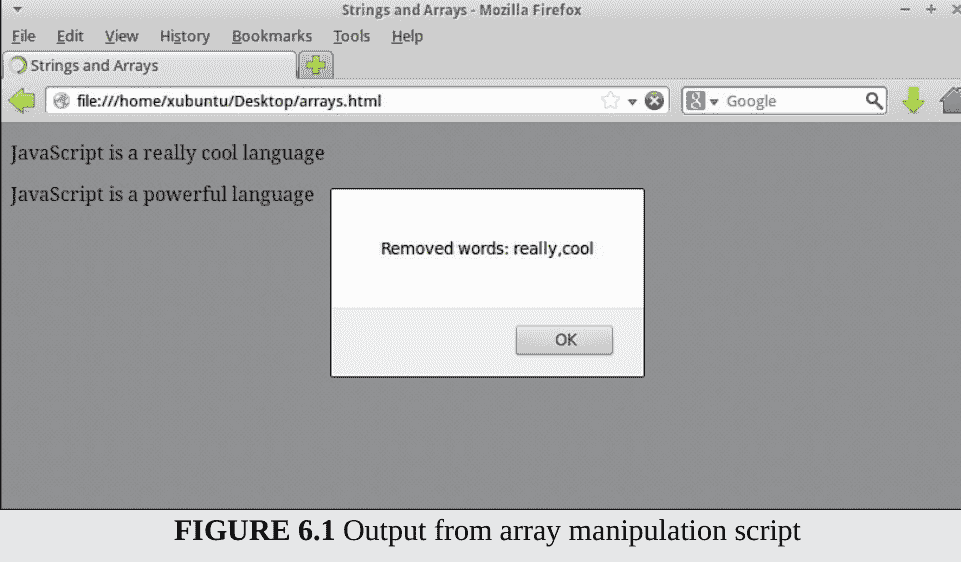 Strings and Arrays - Mozilla Firefox
File Edit View History Bookmarks Tools Help
Strings and Arrays
file:///home/xubuntu/Desktop/arrays.html
Google
JavaScript is a really cool language
JavaScript is a powerful language
Removed words: really,cool
OK
FIGURE 6.1 Output from array manipulation script